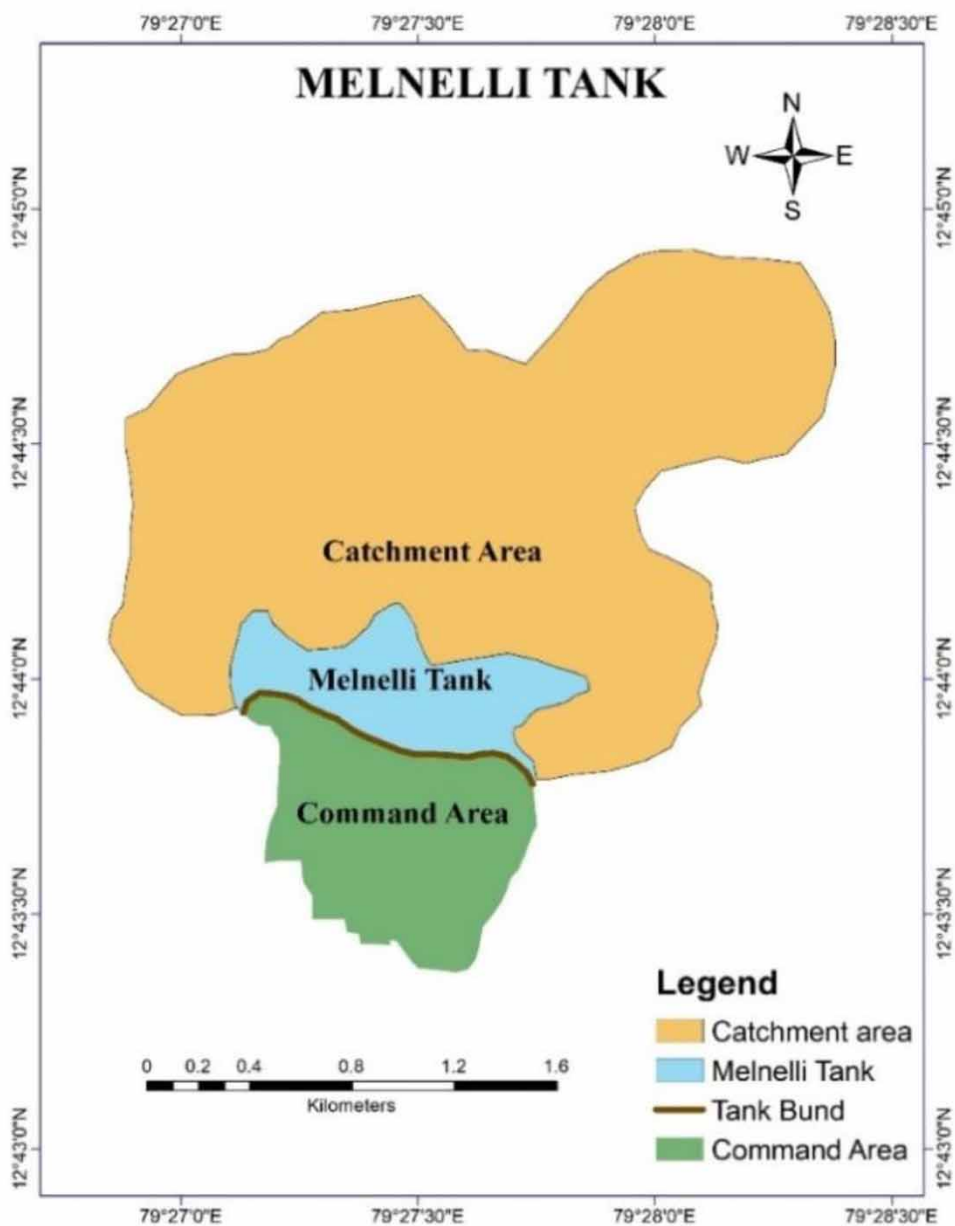 79°27'0"E 79°27'30"E 79°28'0"E 79°28'30"E
MELNELLI TANK
N
W E
S
12°45'0"N 12°45'0"N
12°44'30"N 12°44'30"N
Catchment Area
12°44'0"N 12°44'0"N
Melnelli Tank
Command Area
12°43'30"N 12°43'30"N
Legend
Catchment area
Melnelli Tank
Tank Bund
Command Area
0 0.2 0.4 0.8 1.2 1.6
Kilometers
12°43'0"N 12°43'0"N
79°27'0"E 79°27'30"E 79°28'0"E 79°28'30"E